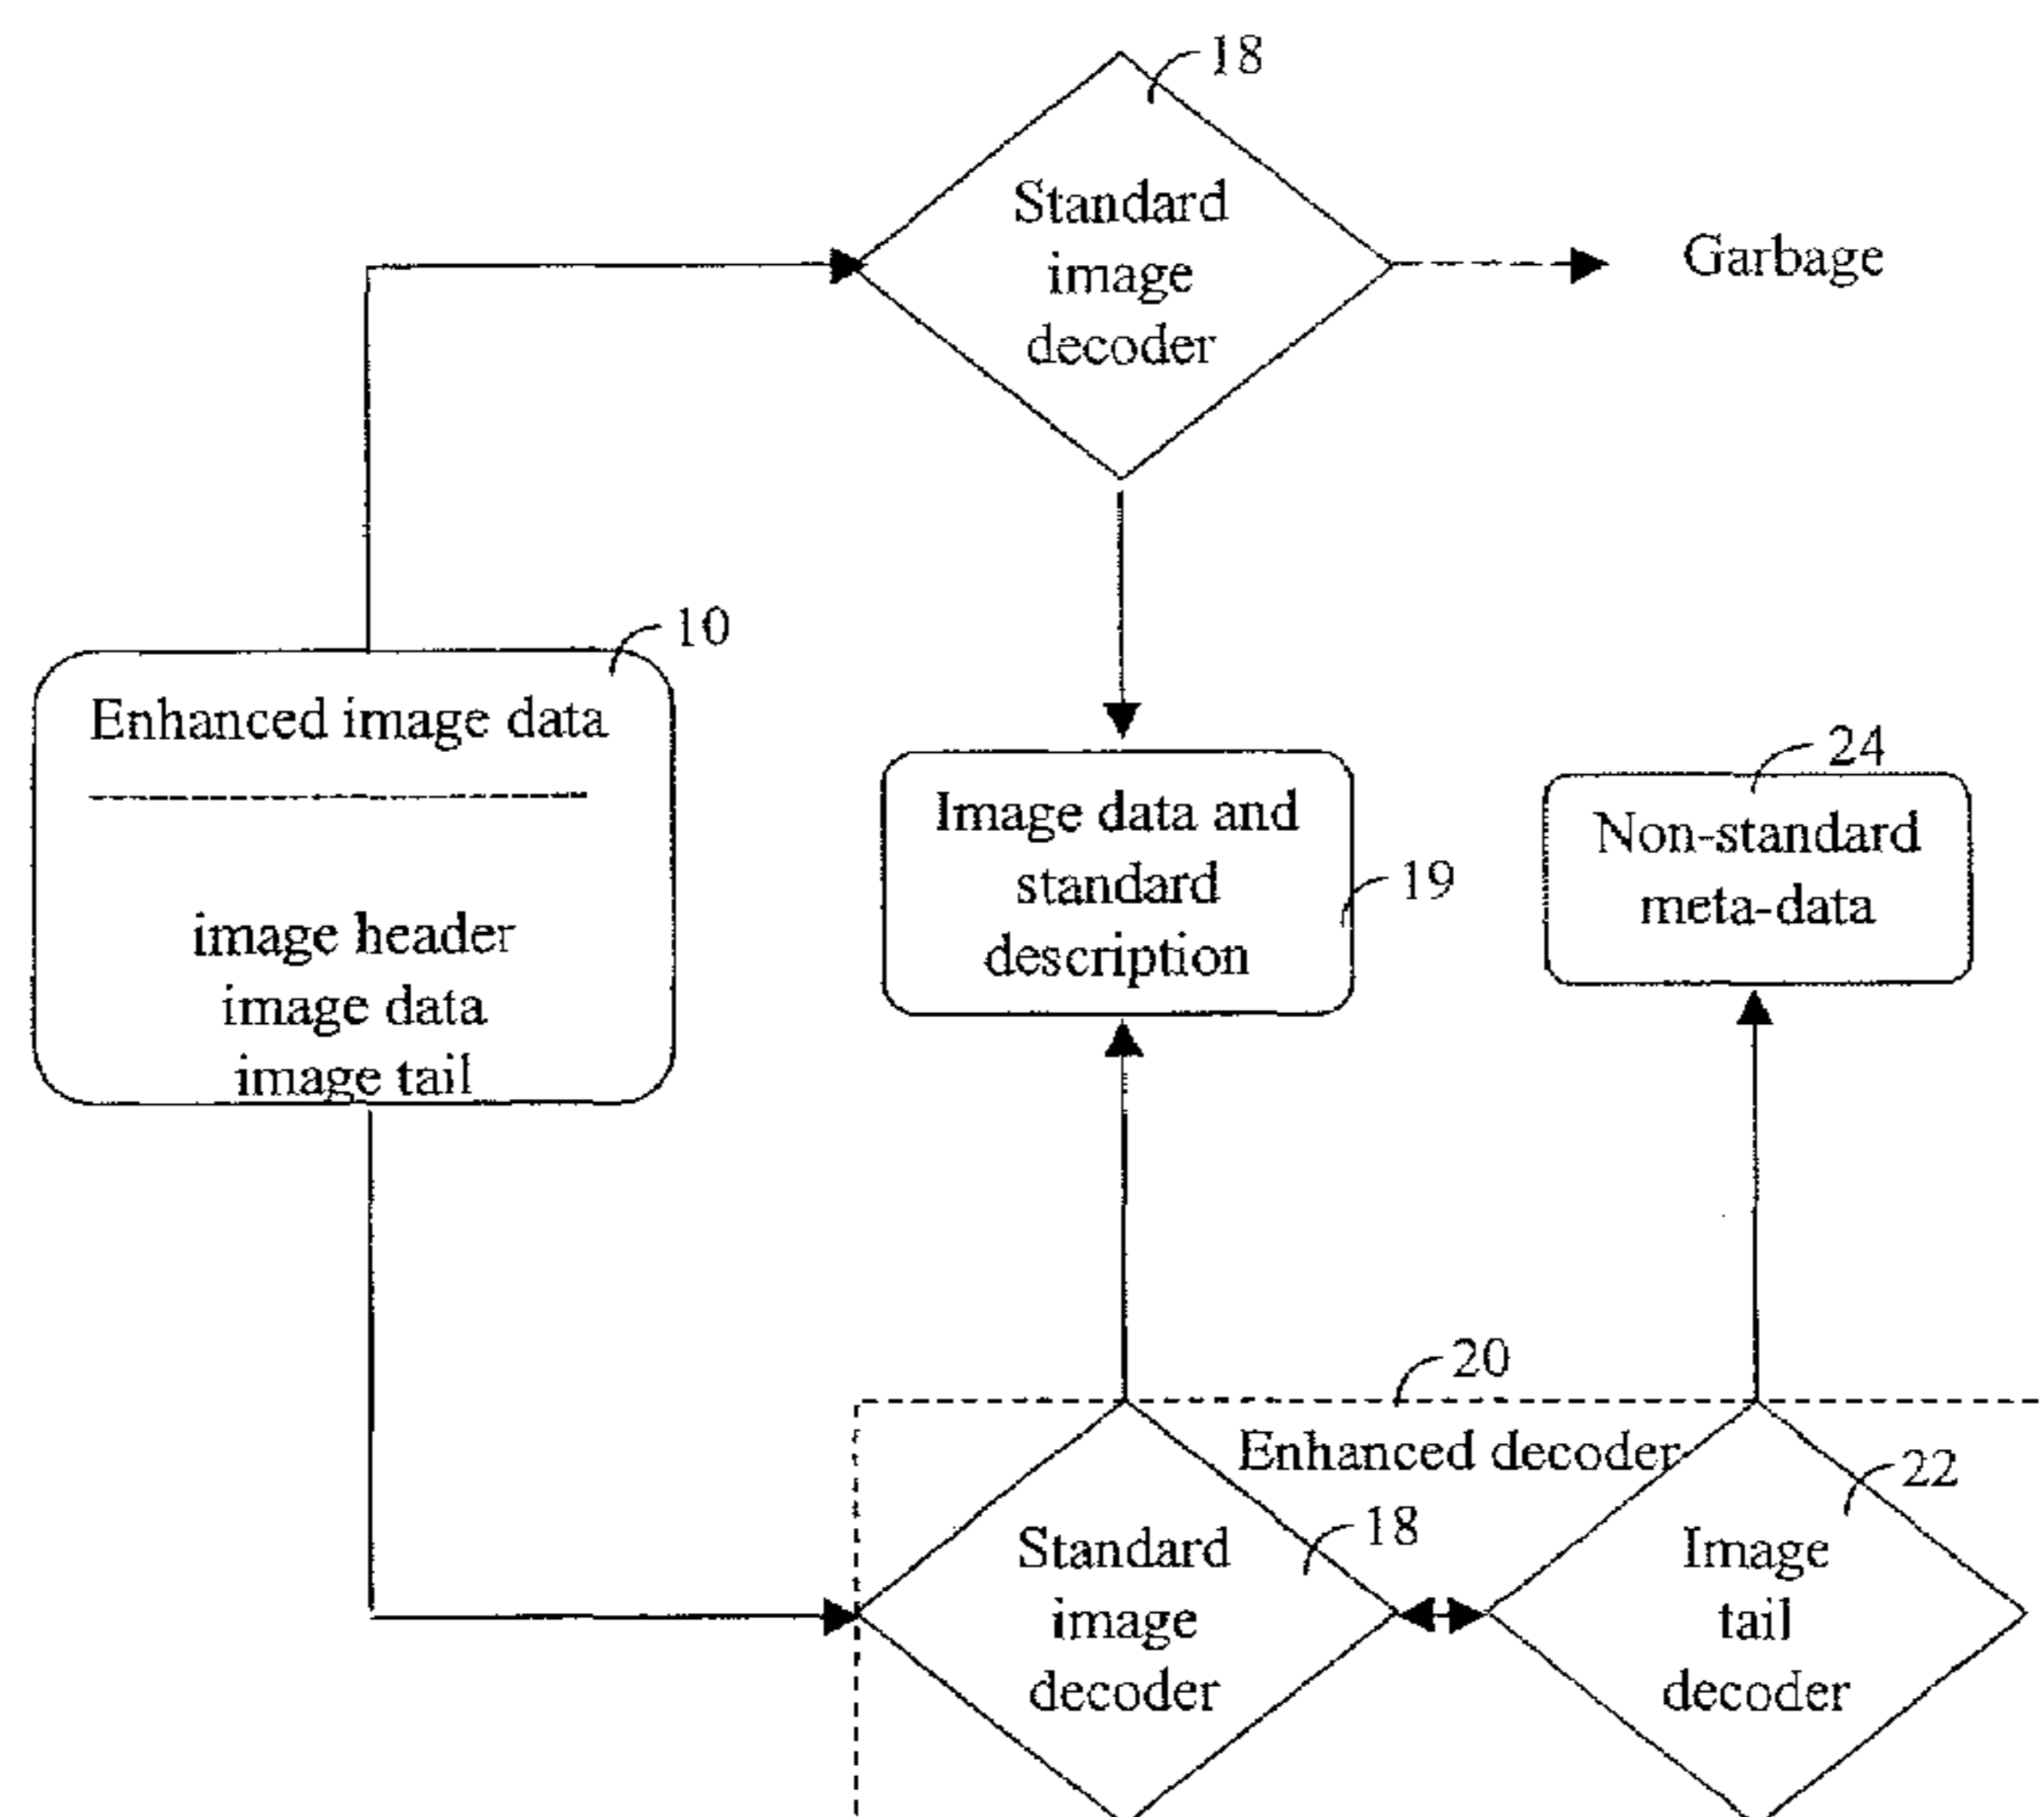 18
Standard
image
decoder
Garbage
10
Enhanced image data
image header
image data
image tail
Image data and
standard
description
19
24
Non-standard
meta-data
20
Enhanced decoder
18
Standard
image
decoder
22
Image
tail
decoder